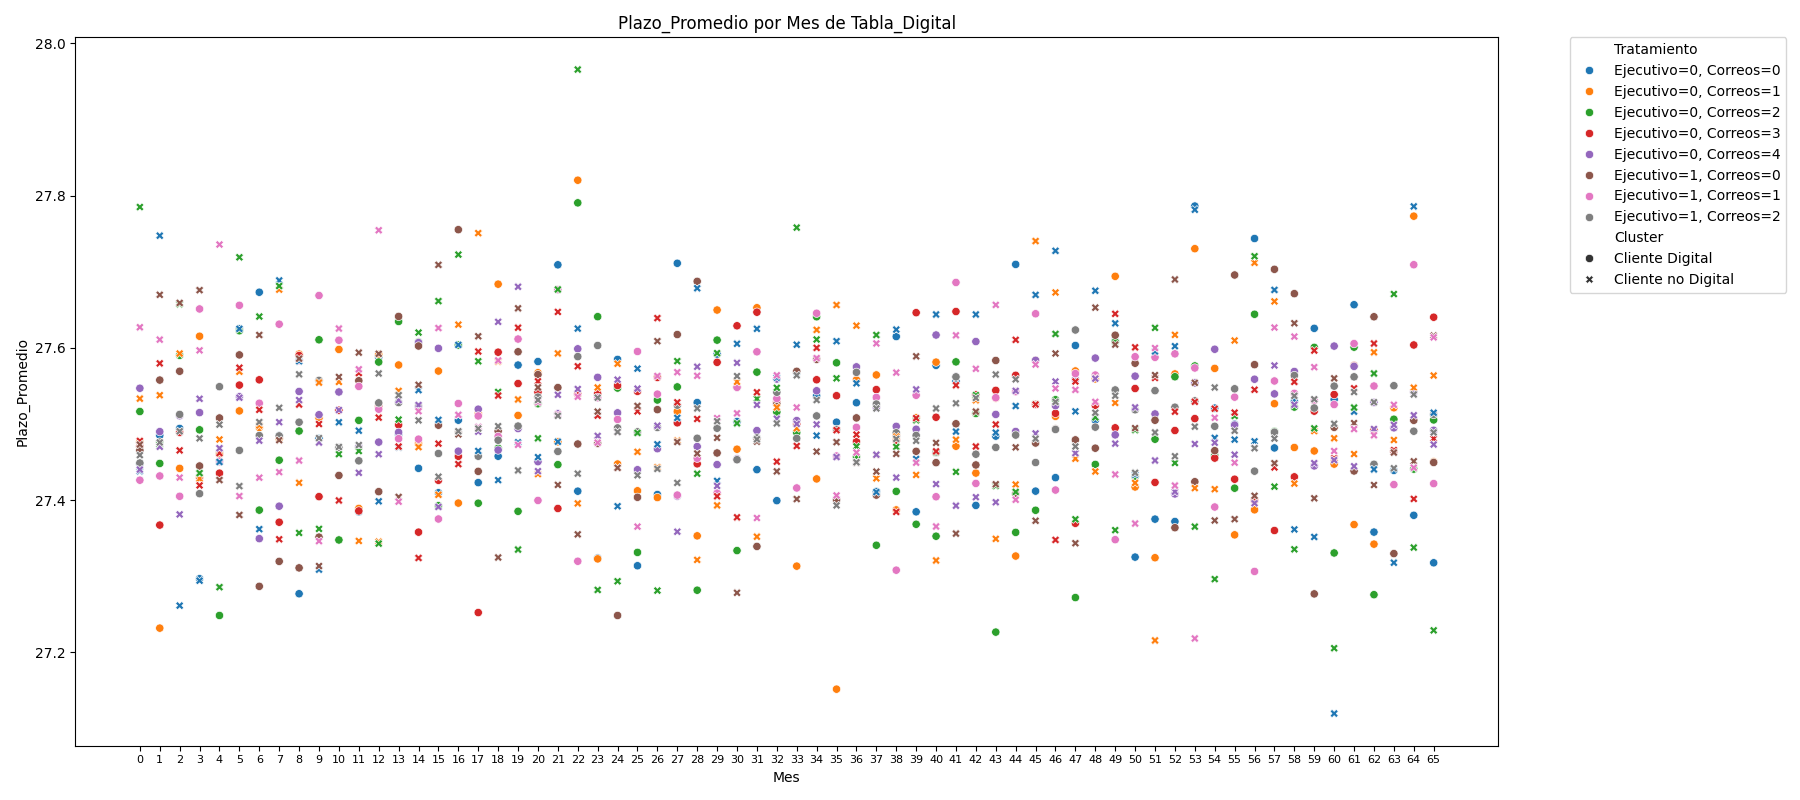 Plazo_Promedio por Mes de Tabla_Digital
28.0
27.8
27.6
27.4
27.2
Plazo_Promedio
0 1 2 3 4 5 6 7 8 9 10 11 12 13 14 15 16 17 18 19 20 21 22 23 24 25 26 27 28 29 30 31 32 33 34 35 36 37 38 39 40 41 42 43 44 45 46 47 48 49 50 51 52 53 54 55 56 57 58 59 60 61 62 63 64 65
Mes
Tratamiento
Ejecutivo=0, Correos=0
Ejecutivo=0, Correos=1
Ejecutivo=0, Correos=2
Ejecutivo=0, Correos=3
Ejecutivo=0, Correos=4
Ejecutivo=1, Correos=0
Ejecutivo=1, Correos=1
Ejecutivo=1, Correos=2
Cluster
Cliente Digital
Cliente no Digital